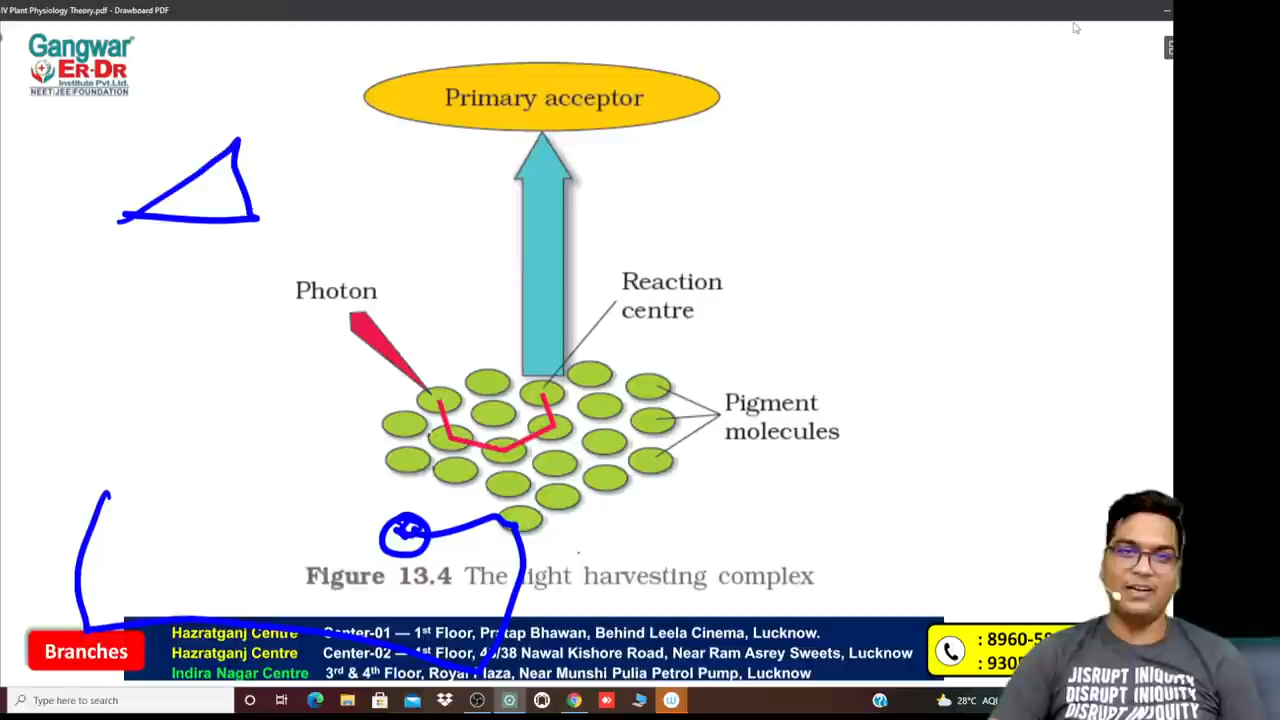 IV Plant Physiology Theory.pdf - Drawboard PDF
Gangwar
ER-DR
Institute Pvt.Ltd.
NEET|JEE|FOUNDATION
Primary acceptor
Photon
Reaction
centre
Pigment
molecules
Figure 13.4 The light harvesting complex
Branches
Hazratganj Centre Center-01 — 1st Floor, Pratap Bhawan, Behind Leela Cinema, Lucknow.
Hazratganj Centre Center-02 — 1st Floor, 4 /38 Nawal Kishore Road, Near Ram Asrey Sweets, Lucknow
Indira Nagar Centre 3rd & 4th Floor, Royal Plaza, Near Munshi Pulia Petrol Pump, Lucknow
: 8960-5
: 930
DISRUPT INIQUITY
DISRUPT INIQUITY
DISRUPT INIQUITY
Type here to search
28°C AQI